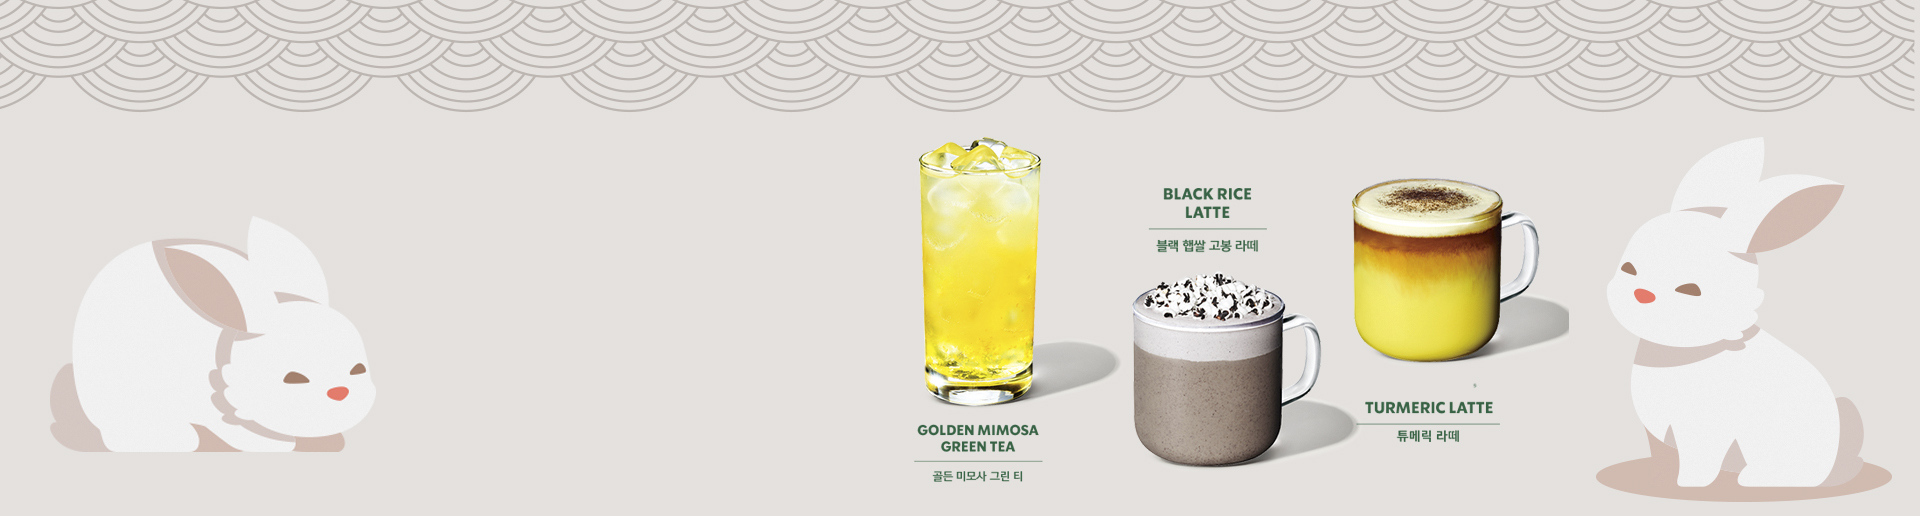 GOLDEN MIMOSA
GREEN TEA
골든 미모사 그린 티
BLACK RICE
LATTE
블랙 햅쌀 고봉 라떼
TURMERIC LATTE
튜메릭 라떼